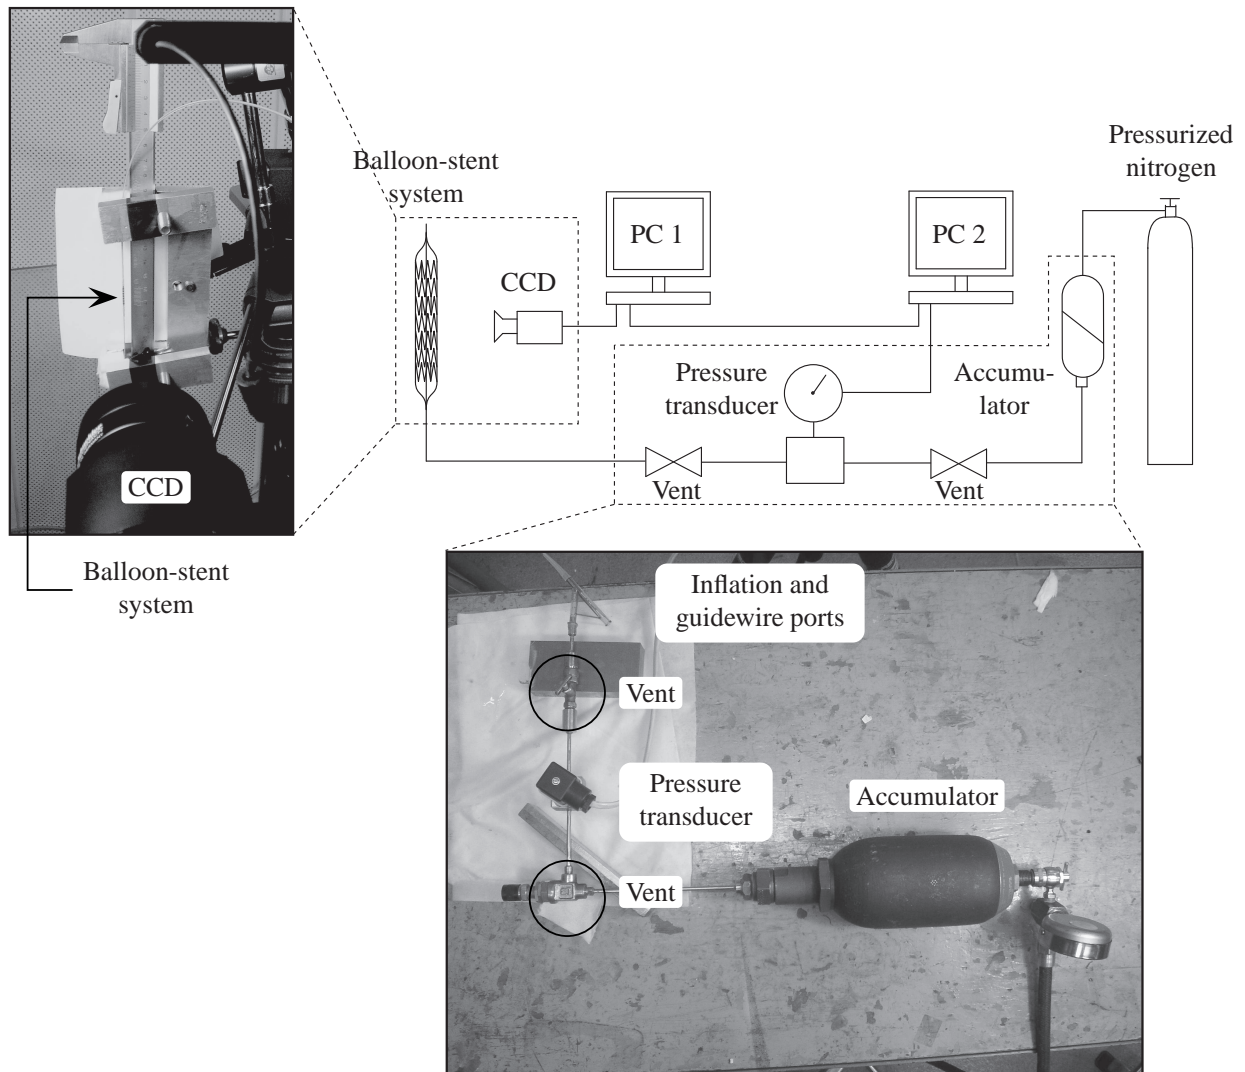 Pressurized
nitrogen
Balloon-stent
system
PC 1
PC 2
CCD
Pressure
transducer
Accumu-
lator
Vent
Vent
CCD
Balloon-stent
system
Inflation and
guidewire ports
Vent
Pressure
transducer
Accumulator
Vent